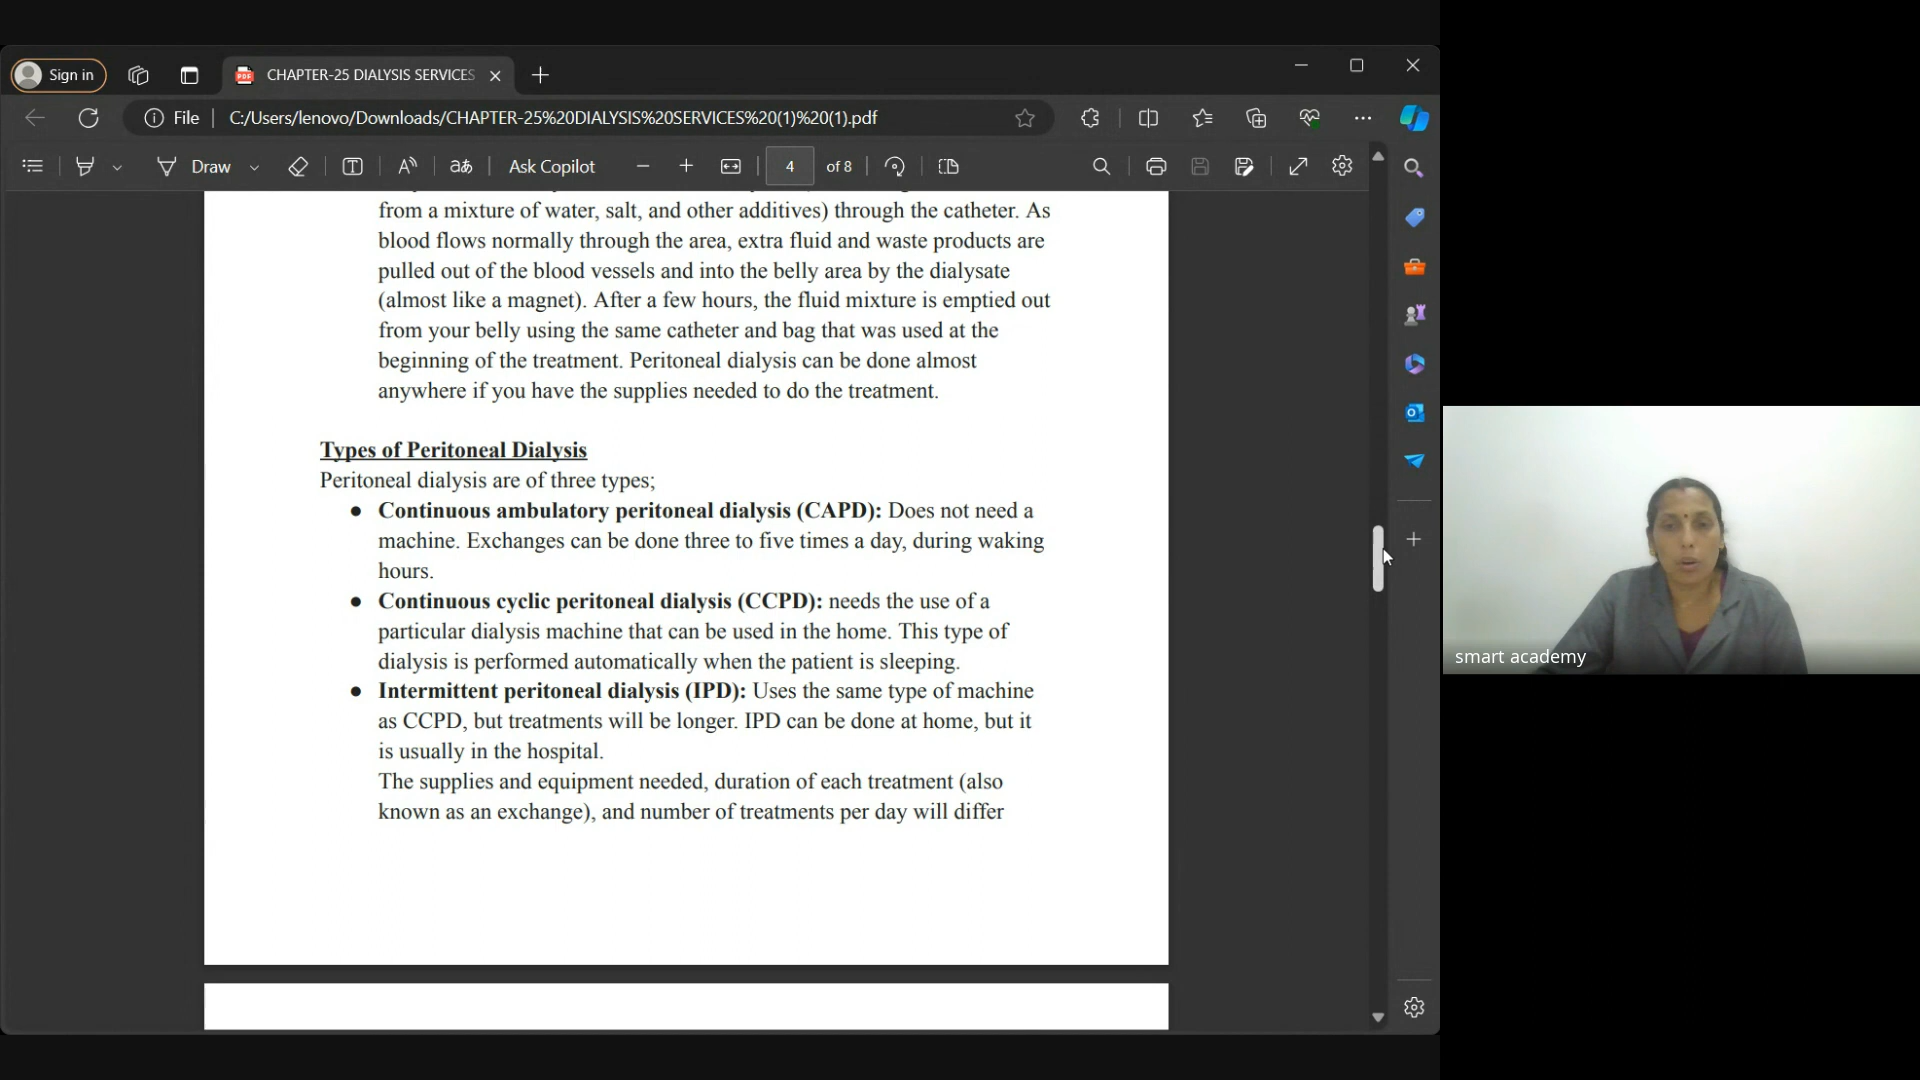 Sign in
CHAPTER-25 DIALYSIS SERVICES
File
C:/Users/lenovo/Downloads/CHAPTER-25%20DIALYSIS%20SERVICES%20(1)%20(1).pdf
Draw
Ask Copilot
4 of 8
from a mixture of water, salt, and other additives) through the catheter. As
blood flows normally through the area, extra fluid and waste products are
pulled out of the blood vessels and into the belly area by the dialysate
(almost like a magnet). After a few hours, the fluid mixture is emptied out
from your belly using the same catheter and bag that was used at the
beginning of the treatment. Peritoneal dialysis can be done almost
anywhere if you have the supplies needed to do the treatment.
Types of Peritoneal Dialysis
Peritoneal dialysis are of three types;
● Continuous ambulatory peritoneal dialysis (CAPD): Does not need a
machine. Exchanges can be done three to five times a day, during waking
hours.
● Continuous cyclic peritoneal dialysis (CCPD): needs the use of a
particular dialysis machine that can be used in the home. This type of
dialysis is performed automatically when the patient is sleeping.
● Intermittent peritoneal dialysis (IPD): Uses the same type of machine
as CCPD, but treatments will be longer. IPD can be done at home, but it
is usually in the hospital.
The supplies and equipment needed, duration of each treatment (also
known as an exchange), and number of treatments per day will differ
smart academy